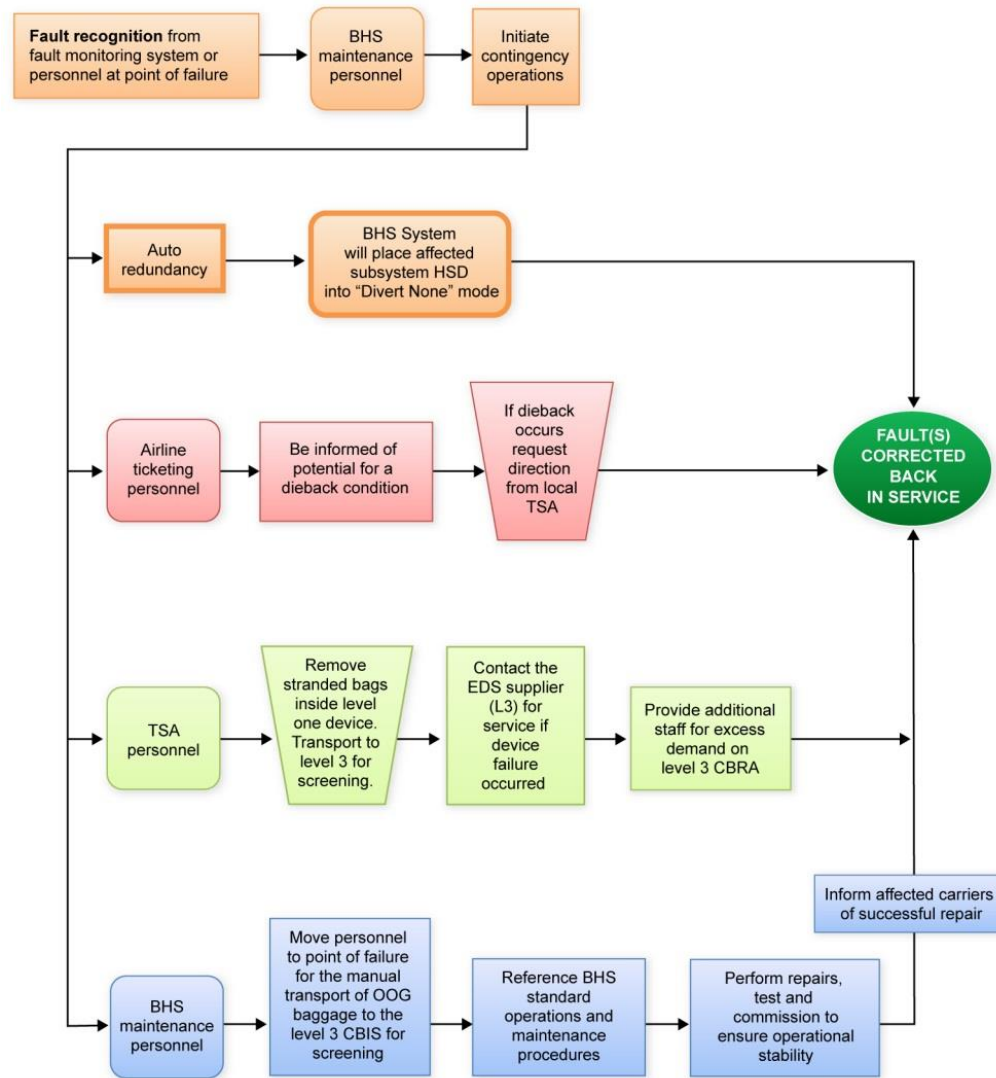 Fault recognition from
fault monitoring system or
personnel at point of failure
BHS
maintenance
personnel
Initiate
contingency
operations
Auto
redundancy
BHS System
will place affected
subsystem HSD
into “Divert None” mode
Airline
ticketing
personnel
Be informed of
potential for a
dieback condition
If dieback
occurs
request
direction
from local
TSA
FAULT(S)
CORRECTED
BACK
IN SERVICE
TSA
personnel
Remove
stranded bags
inside level
one device.
Transport to
level 3 for
screening.
Contact the
EDS supplier
(L3) for
service if
device
failure
occurred
Provide additional
staff for excess
demand on
level 3 CBRA
Inform affected carriers
of successful repair
BHS
maintenance
personnel
Move personnel
to point of failure
for the manual
transport of OOG
baggage to the
level 3 CBIS for
screening
Reference BHS
standard
operations and
maintenance
procedures
Perform repairs,
test and
commission to
ensure operational
stability